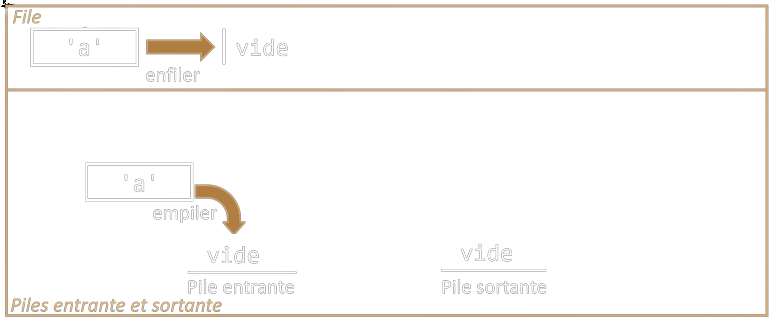 File
'a'
vide
enfiler
'a'
empiler
vide
vide
Pile entrante
Pile sortante
Piles entrante et sortante